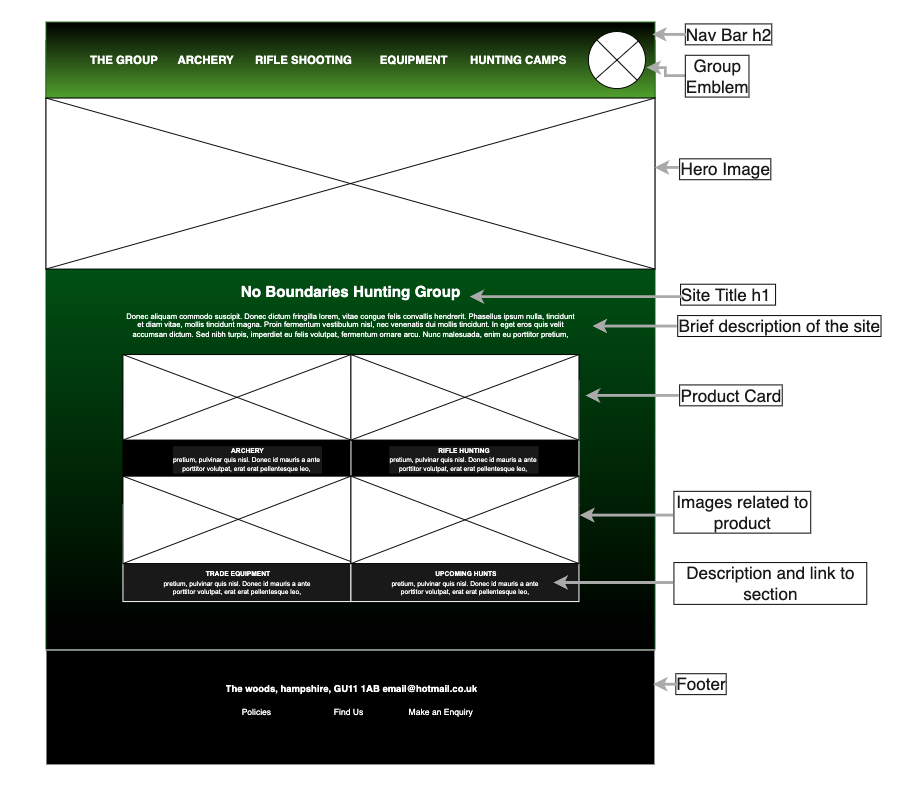 THE GROUP ARCHERY RIFLE SHOOTING EQUIPMENT HUNTING CAMPS
Nav Bar h2
Group
Emblem
Hero Image
No Boundaries Hunting Group
Site Title h1
Donec aliquam commodo suscipit. Donec dictum fringilla lorem, vitae congue felis convallis hendrerit. Phasellus ipsum nulla, tincidunt
et diam vitae, mollis tincidunt magna. Proin fermentum vestibulum nisi, nec venenatis dui mollis tincidunt. In eget eros quis velit
accumsan dictum. Sed nibh turpis, imperdiet eu felis volutpat, fermentum ornare arcu. Nunc malesuada, enim eu porttitor pretium,
Brief description of the site
Product Card
ARCHERY
pretium, pulvinar quis nisl. Donec id mauris a ante
porttitor volutpat, erat erat pellentesque leo,
RIFLE HUNTING
pretium, pulvinar quis nisl. Donec id mauris a ante
porttitor volutpat, erat erat pellentesque leo,
Images related to
product
TRADE EQUIPMENT
pretium, pulvinar quis nisl. Donec id mauris a ante
porttitor volutpat, erat erat pellentesque leo,
UPCOMING HUNTS
pretium, pulvinar quis nisl. Donec id mauris a ante
porttitor volutpat, erat erat pellentesque leo,
Description and link to
section
The woods, hampshire, GU11 1AB email@hotmail.co.uk
Policies Find Us Make an Enquiry
Footer